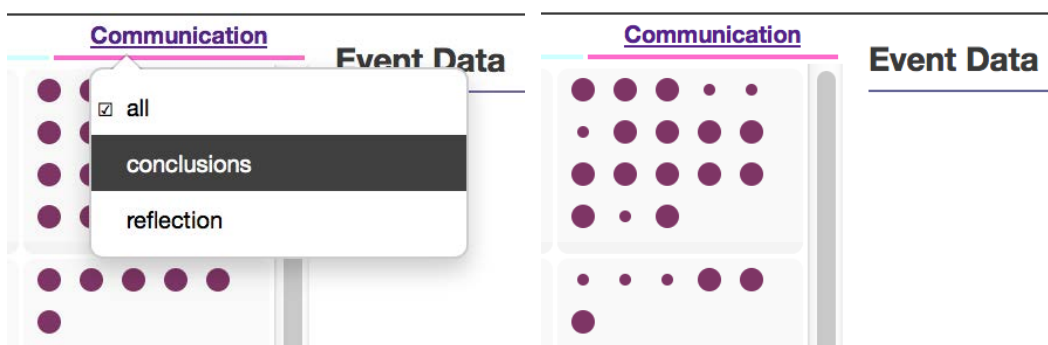 Communication
Event Data
☑ all
conclusions
reflection
Communication
Event Data